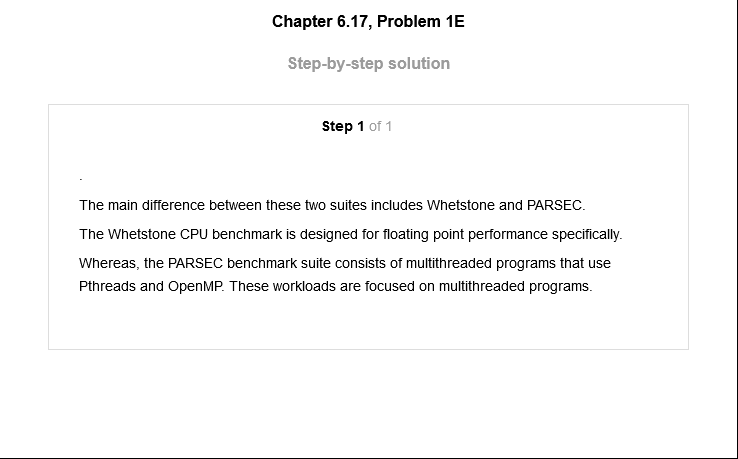 Chapter 6.17, Problem 1E
Step-by-step solution
Step 1 of 1
.
The main difference between these two suites includes Whetstone and PARSEC.
The Whetstone CPU benchmark is designed for floating point performance specifically.
Whereas, the PARSEC benchmark suite consists of multithreaded programs that use
Pthreads and OpenMP. These workloads are focused on multithreaded programs.